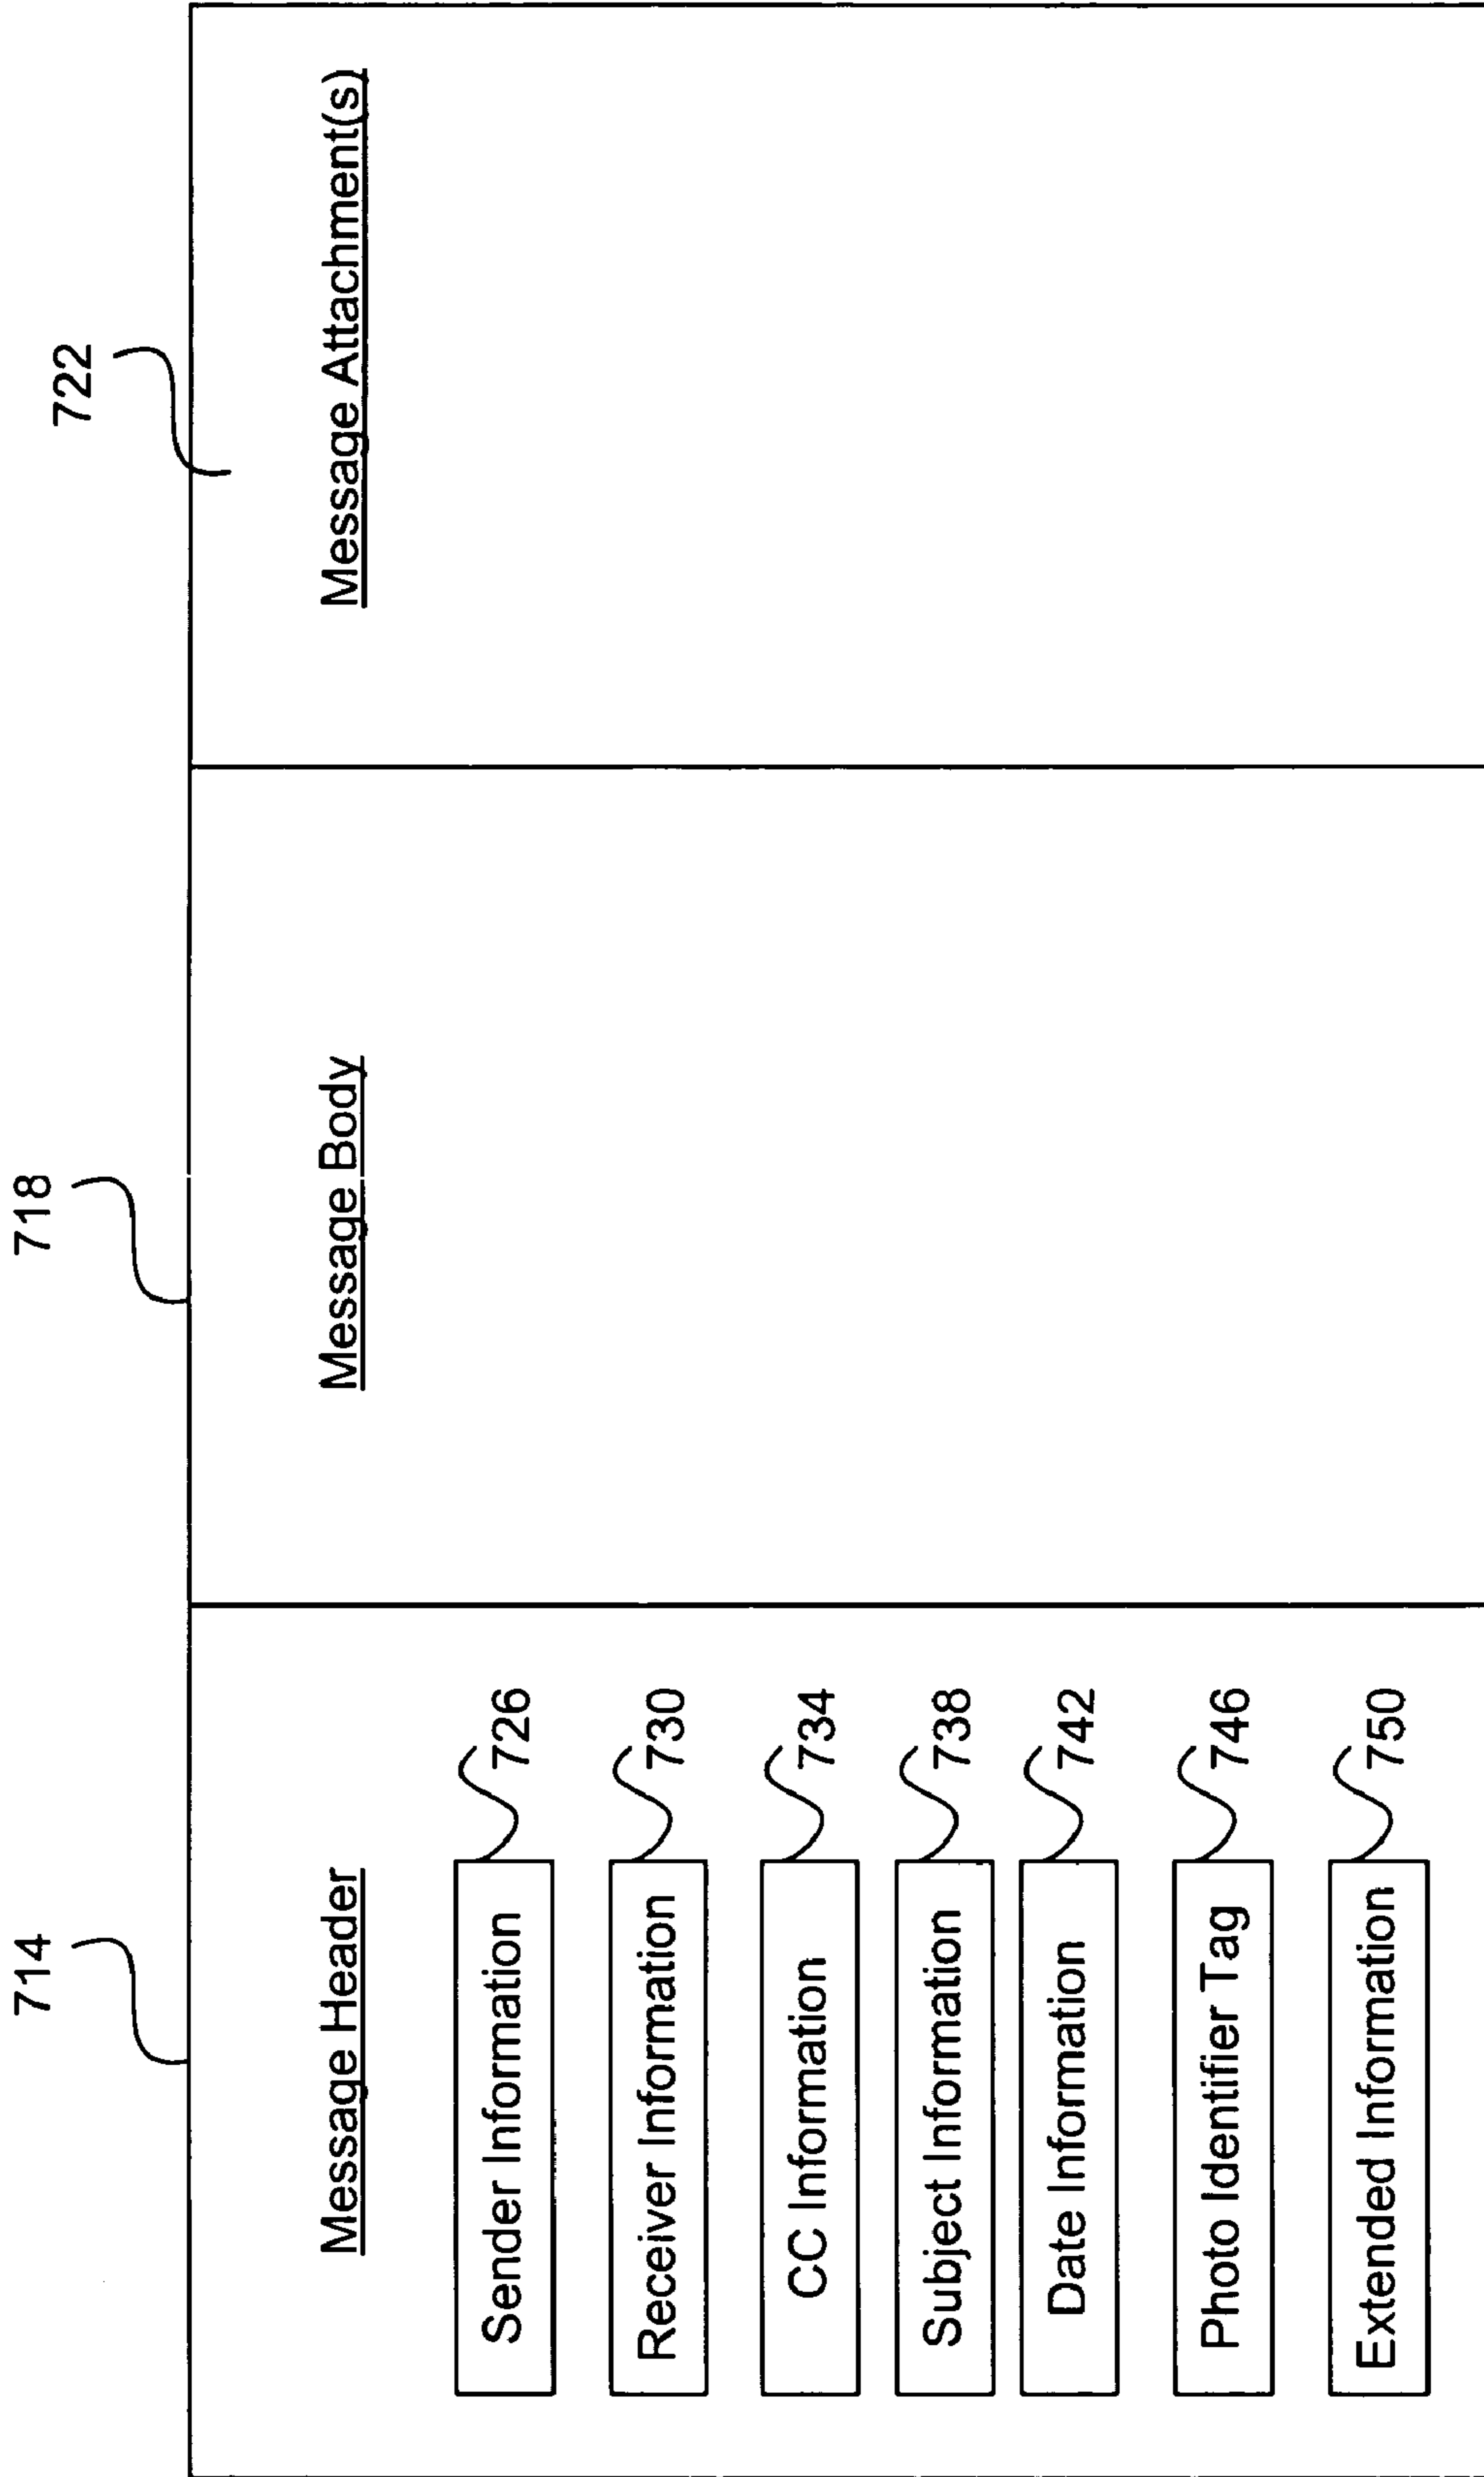 714
718
722
Message Header
Message Body
Message Attachment(s)
Sender Information
726
Receiver Information
730
CC Information
734
Subject Information
738
Date Information
742
Photo Identifier Tag
746
Extended Information
750